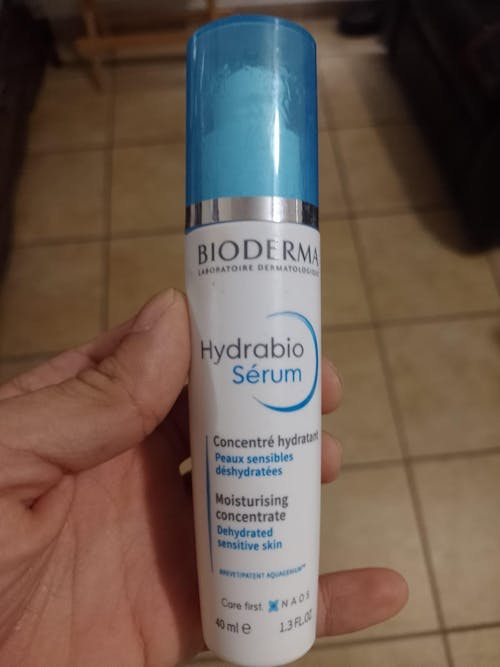 BIODERMA
LABORATOIRE DERMATOLOGIQUE
Hydrabio
Sérum
Concentré hydratant
Peaux sensibles
déshydratées
Moisturising
concentrate
Dehydrated
sensitive skin
BREVET/PATENT AQUAGENIUM™
Care first. NAOS
40 ml e 1.3 FL.OZ